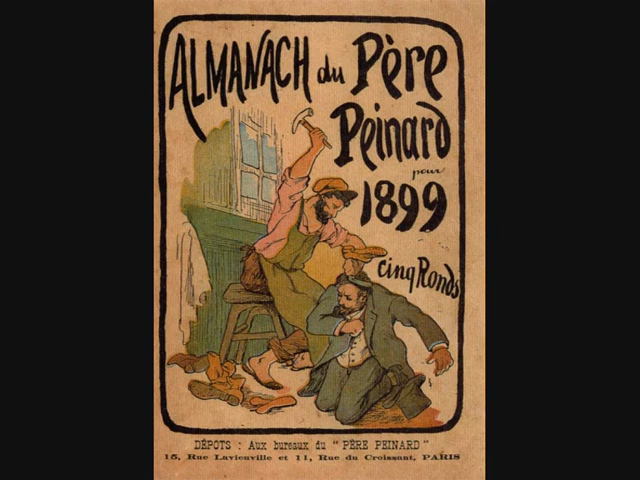 ALMANACH du Père
Peinard
pour
1899
cinq Ronds
DÉPOTS : Aux bureaux du "PÈRE PEINARD"
15, Rue Lavieuville et 11, Rue du Croissant, PARIS